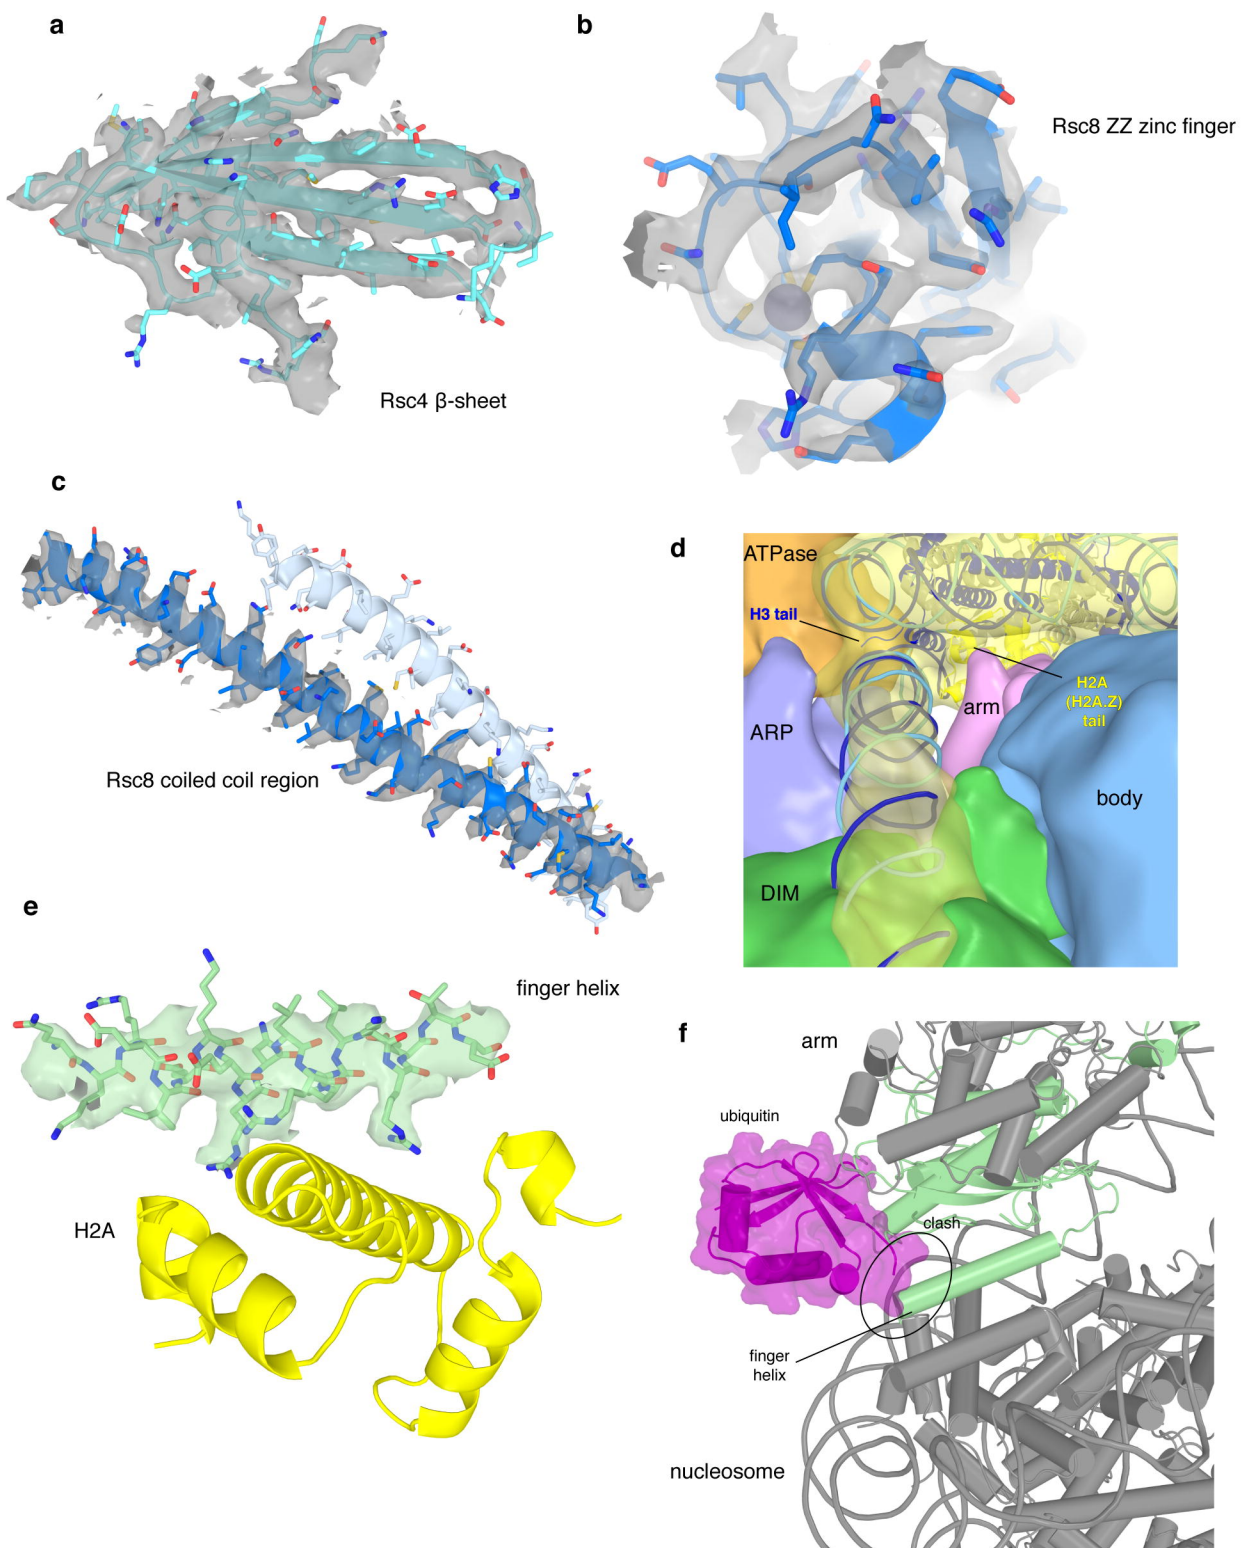 a
b
Rsc8 ZZ zinc finger
Rsc4 β-sheet
c
Rsc8 coiled coil region
d
ATPase
H3 tail
H2A
(H2A.Z)
tail
arm
ARP
body
DIM
e
finger helix
H2A
f
arm
ubiquitin
clash
finger
helix
nucleosome